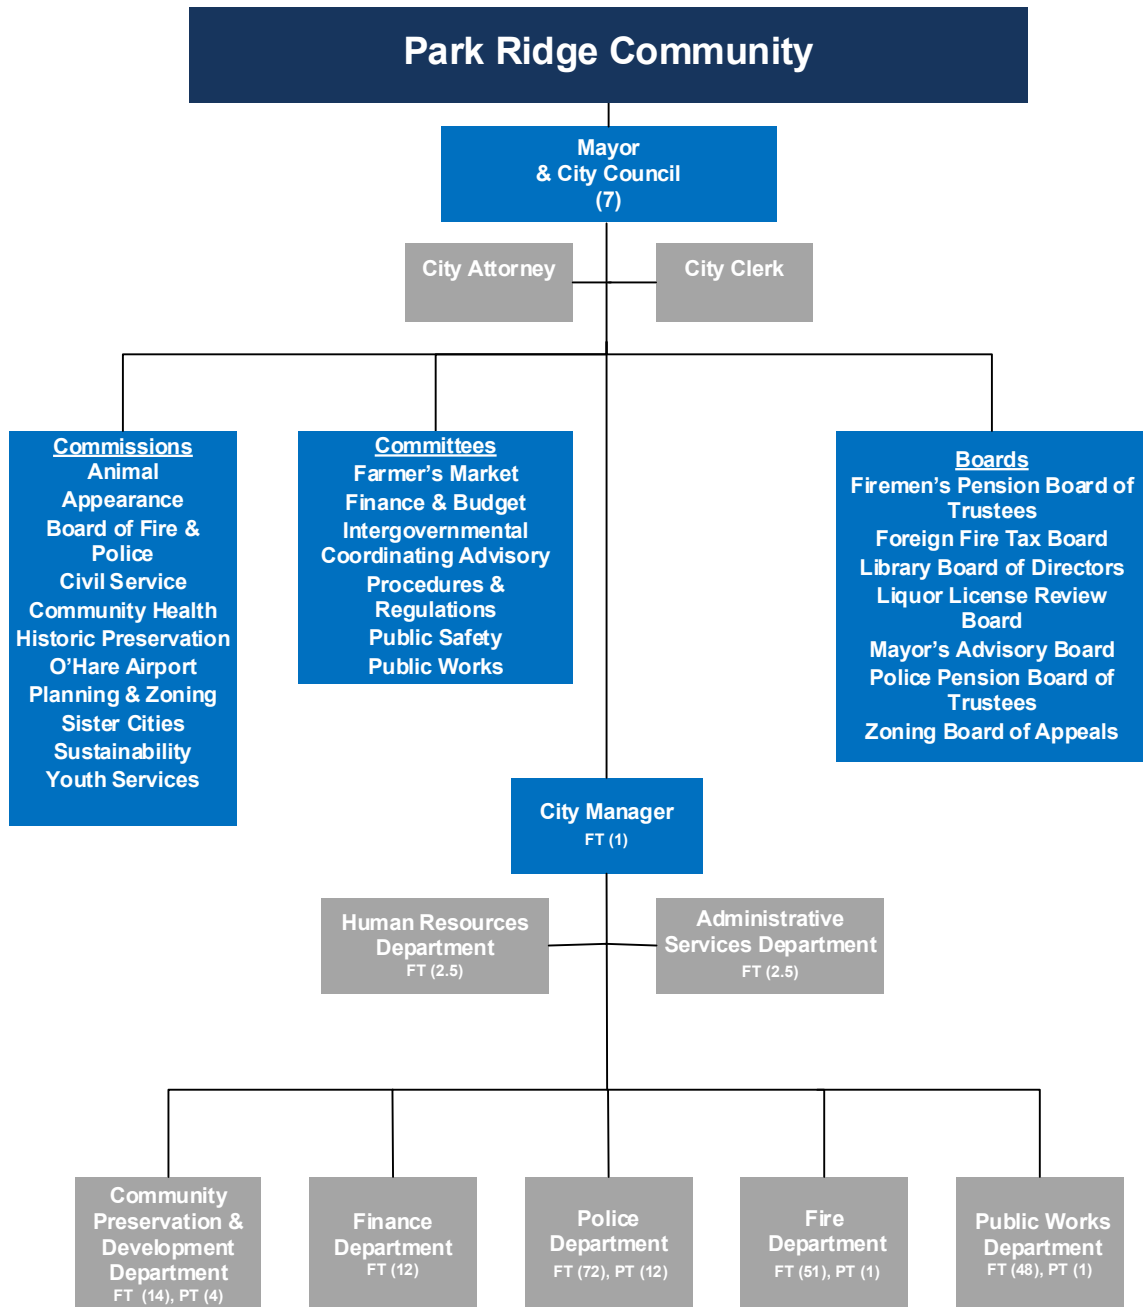 Park Ridge Community
Mayor
& City Council
(7)
City Attorney
City Clerk
Commissions
Animal
Appearance
Board of Fire &
Police
Civil Service
Community Health
Historic Preservation
O'Hare Airport
Planning & Zoning
Sister Cities
Sustainability
Youth Services
Committees
Farmer's Market
Finance & Budget
Intergovernmental
Coordinating Advisory
Procedures &
Regulations
Public Safety
Public Works
Boards
Firemen's Pension Board of
Trustees
Foreign Fire Tax Board
Library Board of Directors
Liquor License Review
Board
Mayor's Advisory Board
Police Pension Board of
Trustees
Zoning Board of Appeals
City Manager
FT (1)
Human Resources
Department
FT (2.5)
Administrative
Services Department
FT (2.5)
Community
Preservation &
Development
Department
FT (14), PT (4)
Finance
Department
FT (12)
Police
Department
FT (72), PT (12)
Fire
Department
FT (51), PT (1)
Public Works
Department
FT (48), PT (1)